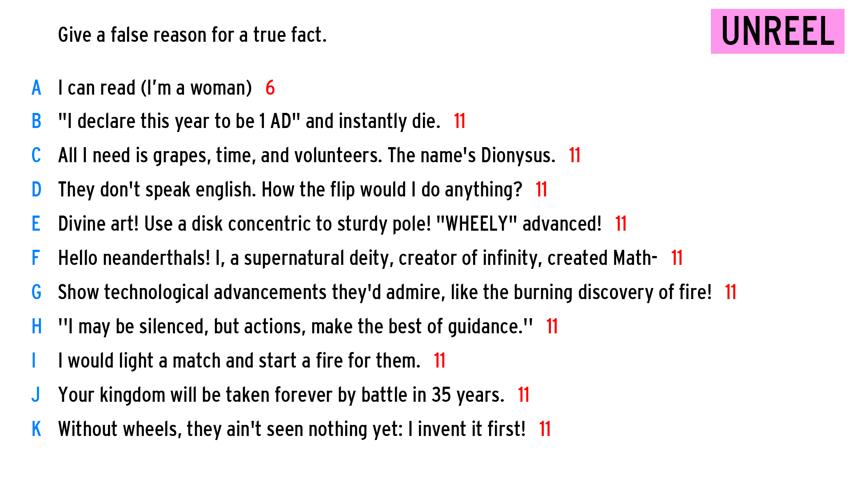 Give a false reason for a true fact.
UNREEL
A I can read (I'm a woman) 6
B "I declare this year to be 1 AD" and instantly die. 11
C All I need is grapes, time, and volunteers. The name's Dionysus. 11
D They don't speak english. How the flip would I do anything? 11
E Divine art! Use a disk concentric to sturdy pole! "WHEELY" advanced! 11
F Hello neanderthals! I, a supernatural deity, creator of infinity, created Math- 11
G Show technological advancements they'd admire, like the burning discovery of fire! 11
H ''I may be silenced, but actions, make the best of guidance.'' 11
I I would light a match and start a fire for them. 11
J Your kingdom will be taken forever by battle in 35 years. 11
K Without wheels, they ain't seen nothing yet: I invent it first! 11